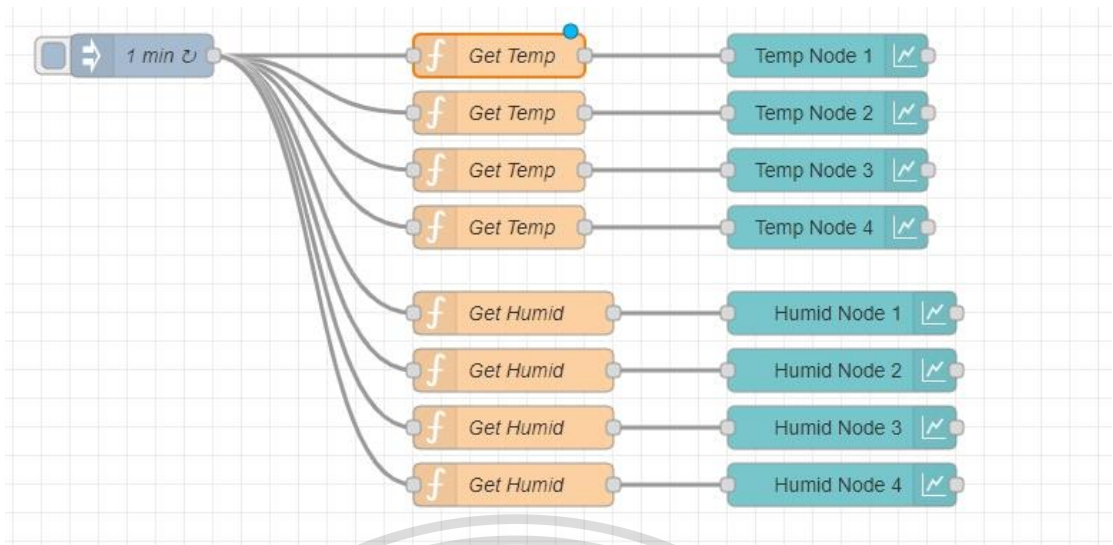 1 min ↻
Get Temp
Temp Node 1
Get Temp
Temp Node 2
Get Temp
Temp Node 3
Get Temp
Temp Node 4
Get Humid
Humid Node 1
Get Humid
Humid Node 2
Get Humid
Humid Node 3
Get Humid
Humid Node 4